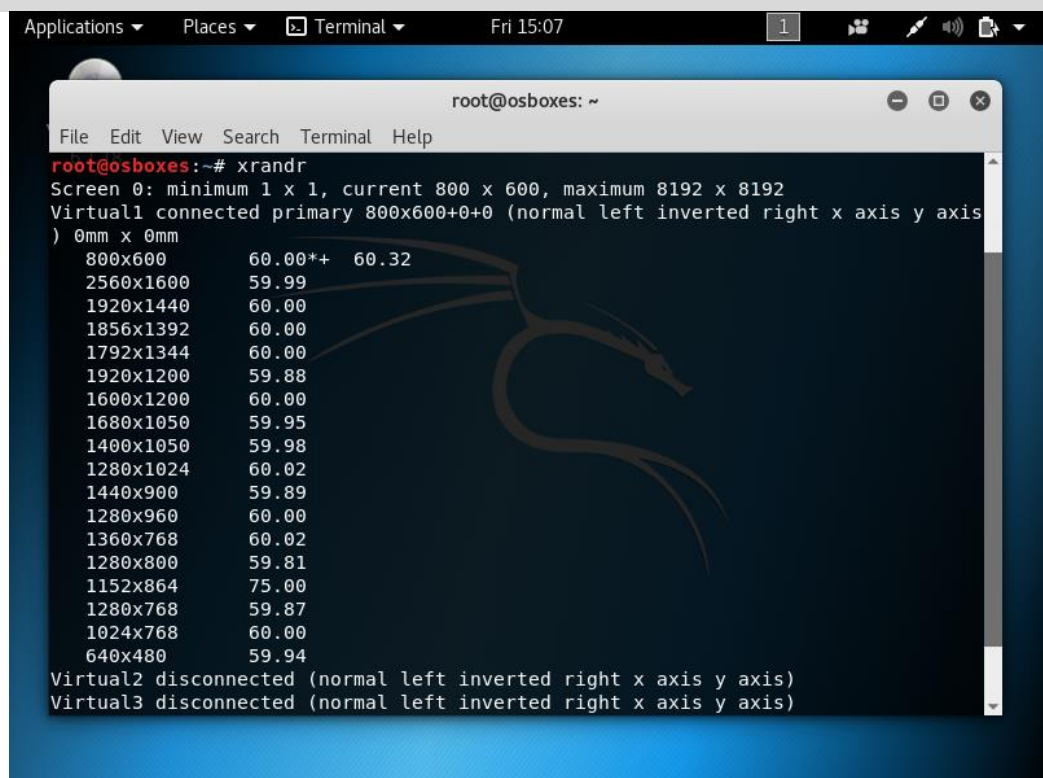 Applications Places Terminal Fri 15:07 1
root@osboxes: ~
File Edit View Search Terminal Help
root@osboxes:~# xrandr
Screen 0: minimum 1 x 1, current 800 x 600, maximum 8192 x 8192
Virtual1 connected primary 800x600+0+0 (normal left inverted right x axis y axis
) 0mm x 0mm
800x600 60.00*+ 60.32
2560x1600 59.99
1920x1440 60.00
1856x1392 60.00
1792x1344 60.00
1920x1200 59.88
1600x1200 60.00
1680x1050 59.95
1400x1050 59.98
1280x1024 60.02
1440x900 59.89
1280x960 60.00
1360x768 60.02
1280x800 59.81
1152x864 75.00
1280x768 59.87
1024x768 60.00
640x480 59.94
Virtual2 disconnected (normal left inverted right x axis y axis)
Virtual3 disconnected (normal left inverted right x axis y axis)